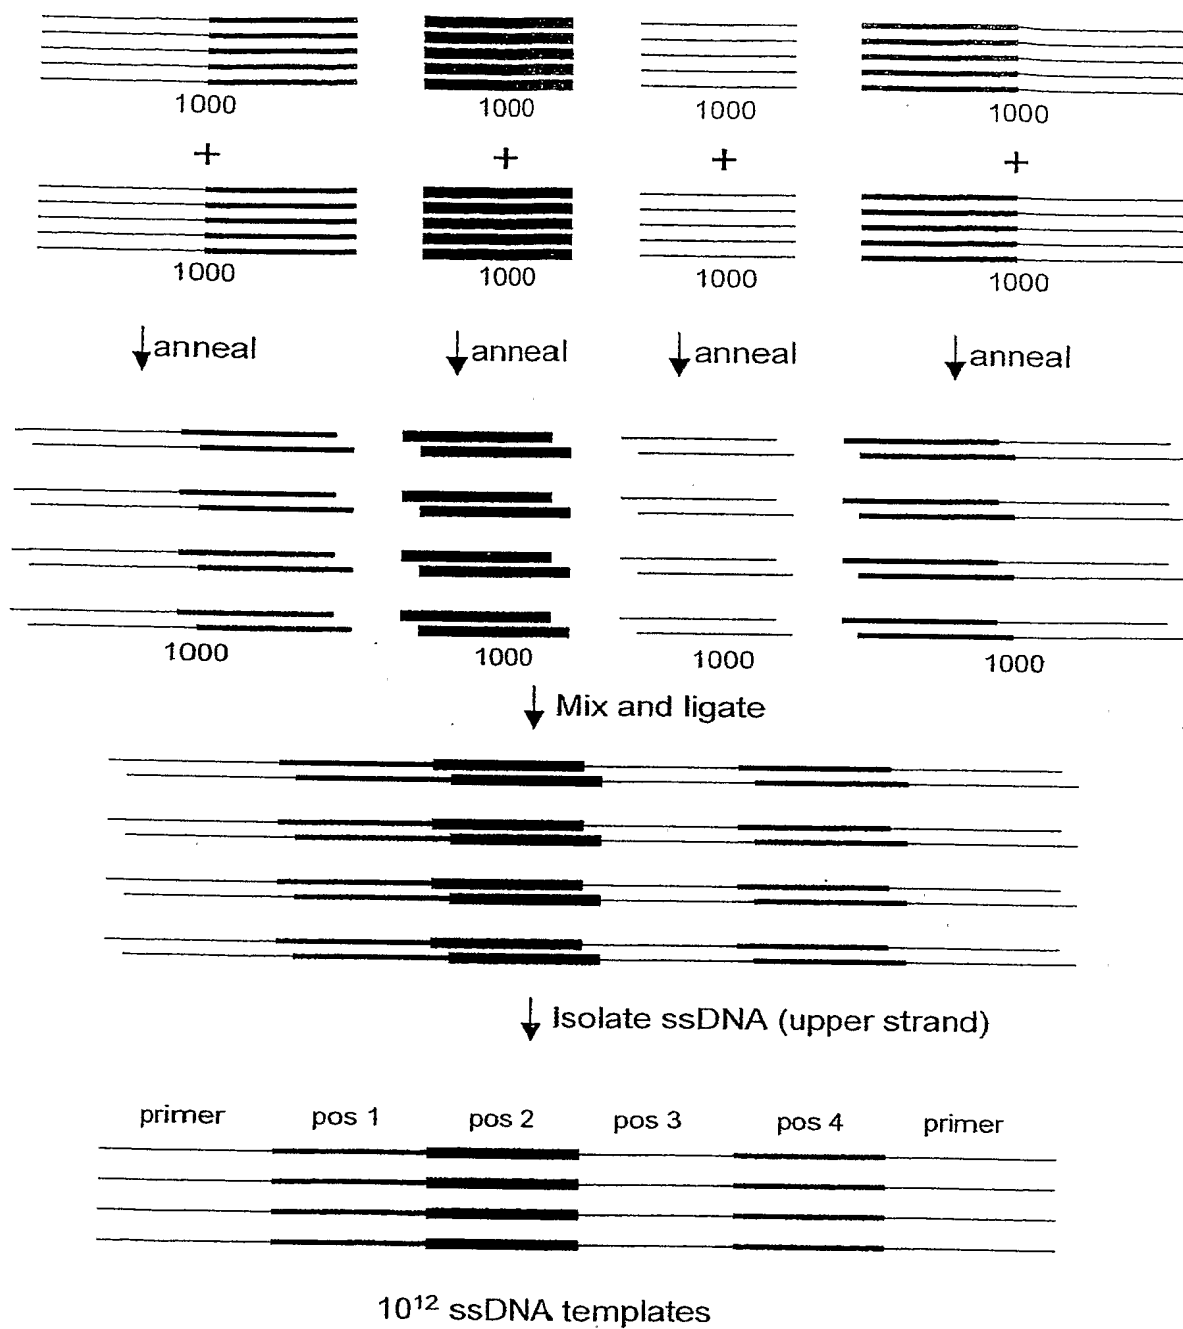 1000 1000 1000 1000
+ + + +
1000 1000 1000 1000
anneal anneal anneal anneal
1000 1000 1000 1000
Mix and ligate
Isolate ssDNA (upper strand)
primer pos 1 pos 2 pos 3 pos 4 primer
10¹² ssDNA templates